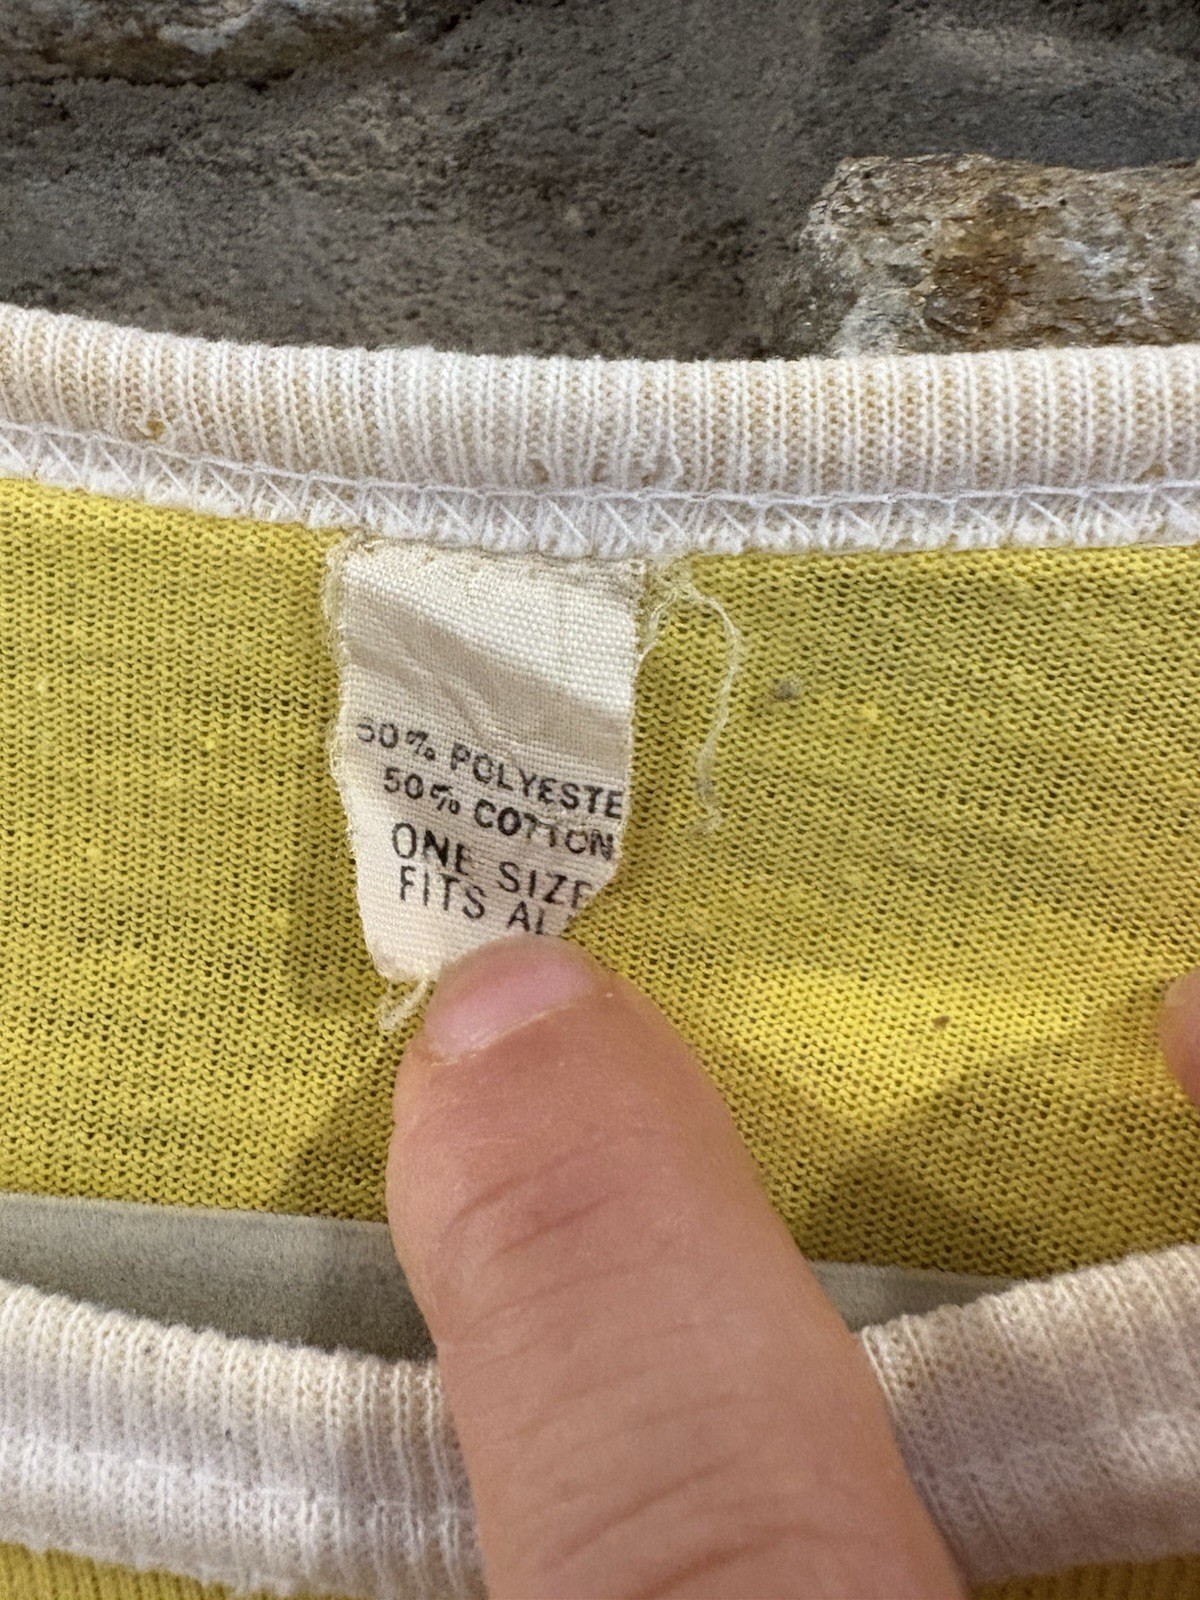 50% POLYESTE
50% COTTON
ONE SIZE
FITS AL